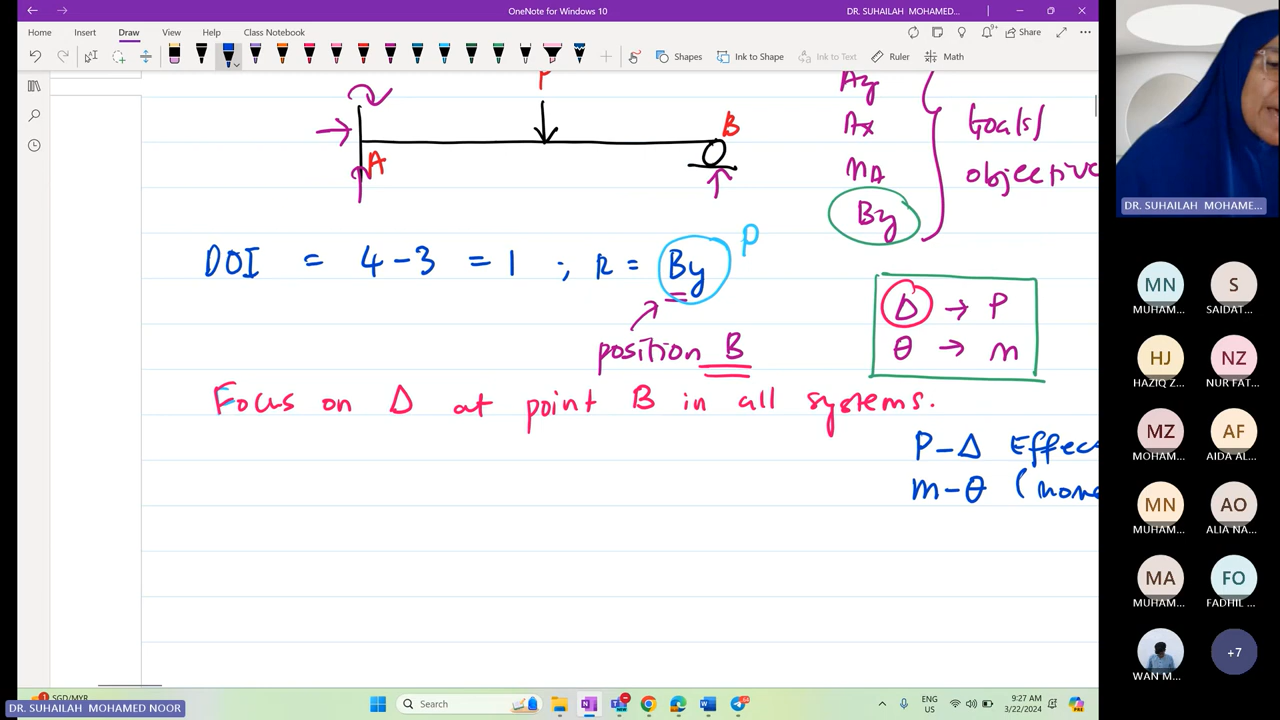 OneNote for Windows 10
DR. SUHAILAH MOHAMED...
Home Insert Draw View Help Class Notebook
Share
Shapes Ink to Shape Ink to Text Ruler Math
P
Ay
B
Ax
Goals/
A
MA
objective
By
DOI = 4-3 = 1 ; R = By
P
Δ → P
position B
θ → M
Focus on Δ at point B in all systems.
P-Δ Effec
M-θ (mome
DR. SUHAILAH MOHAME...
MN S
MUHAM... SAIDAT...
HJ NZ
HAZIQ Z... NUR FAT...
MZ AF
MOHAM... AIDA AL...
MN AO
MUHAM... ALIA NA...
MA FO
MUHAM... FADHIL ...
+7
WAN M...
SGD/MYR
DR. SUHAILAH MOHAMED NOOR
Search
ENG
US
9:27 AM
3/22/2024